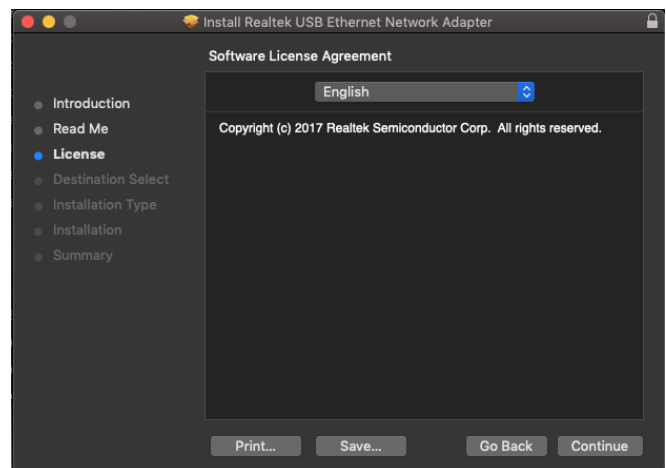 Install Realtek USB Ethernet Network Adapter
Software License Agreement
English
Introduction
Read Me
License
Destination Select
Installation Type
Installation
Summary
Copyright (c) 2017 Realtek Semiconductor Corp. All rights reserved.
Print...
Save...
Go Back
Continue